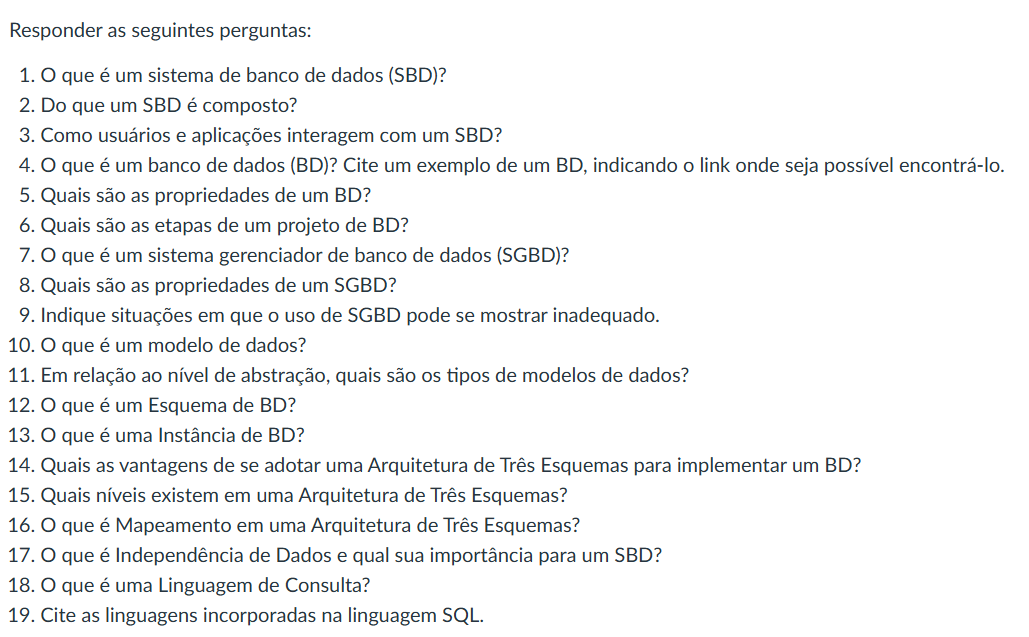 Responder as seguintes perguntas:
1. O que é um sistema de banco de dados (SBD)?
2. Do que um SBD é composto?
3. Como usuários e aplicações interagem com um SBD?
4. O que é um banco de dados (BD)? Cite um exemplo de um BD, indicando o link onde seja possível encontrá-lo.
5. Quais são as propriedades de um BD?
6. Quais são as etapas de um projeto de BD?
7. O que é um sistema gerenciador de banco de dados (SGBD)?
8. Quais são as propriedades de um SGBD?
9. Indique situações em que o uso de SGBD pode se mostrar inadequado.
10. O que é um modelo de dados?
11. Em relação ao nível de abstração, quais são os tipos de modelos de dados?
12. O que é um Esquema de BD?
13. O que é uma Instância de BD?
14. Quais as vantagens de se adotar uma Arquitetura de Três Esquemas para implementar um BD?
15. Quais níveis existem em uma Arquitetura de Três Esquemas?
16. O que é Mapeamento em uma Arquitetura de Três Esquemas?
17. O que é Independência de Dados e qual sua importância para um SBD?
18. O que é uma Linguagem de Consulta?
19. Cite as linguagens incorporadas na linguagem SQL.